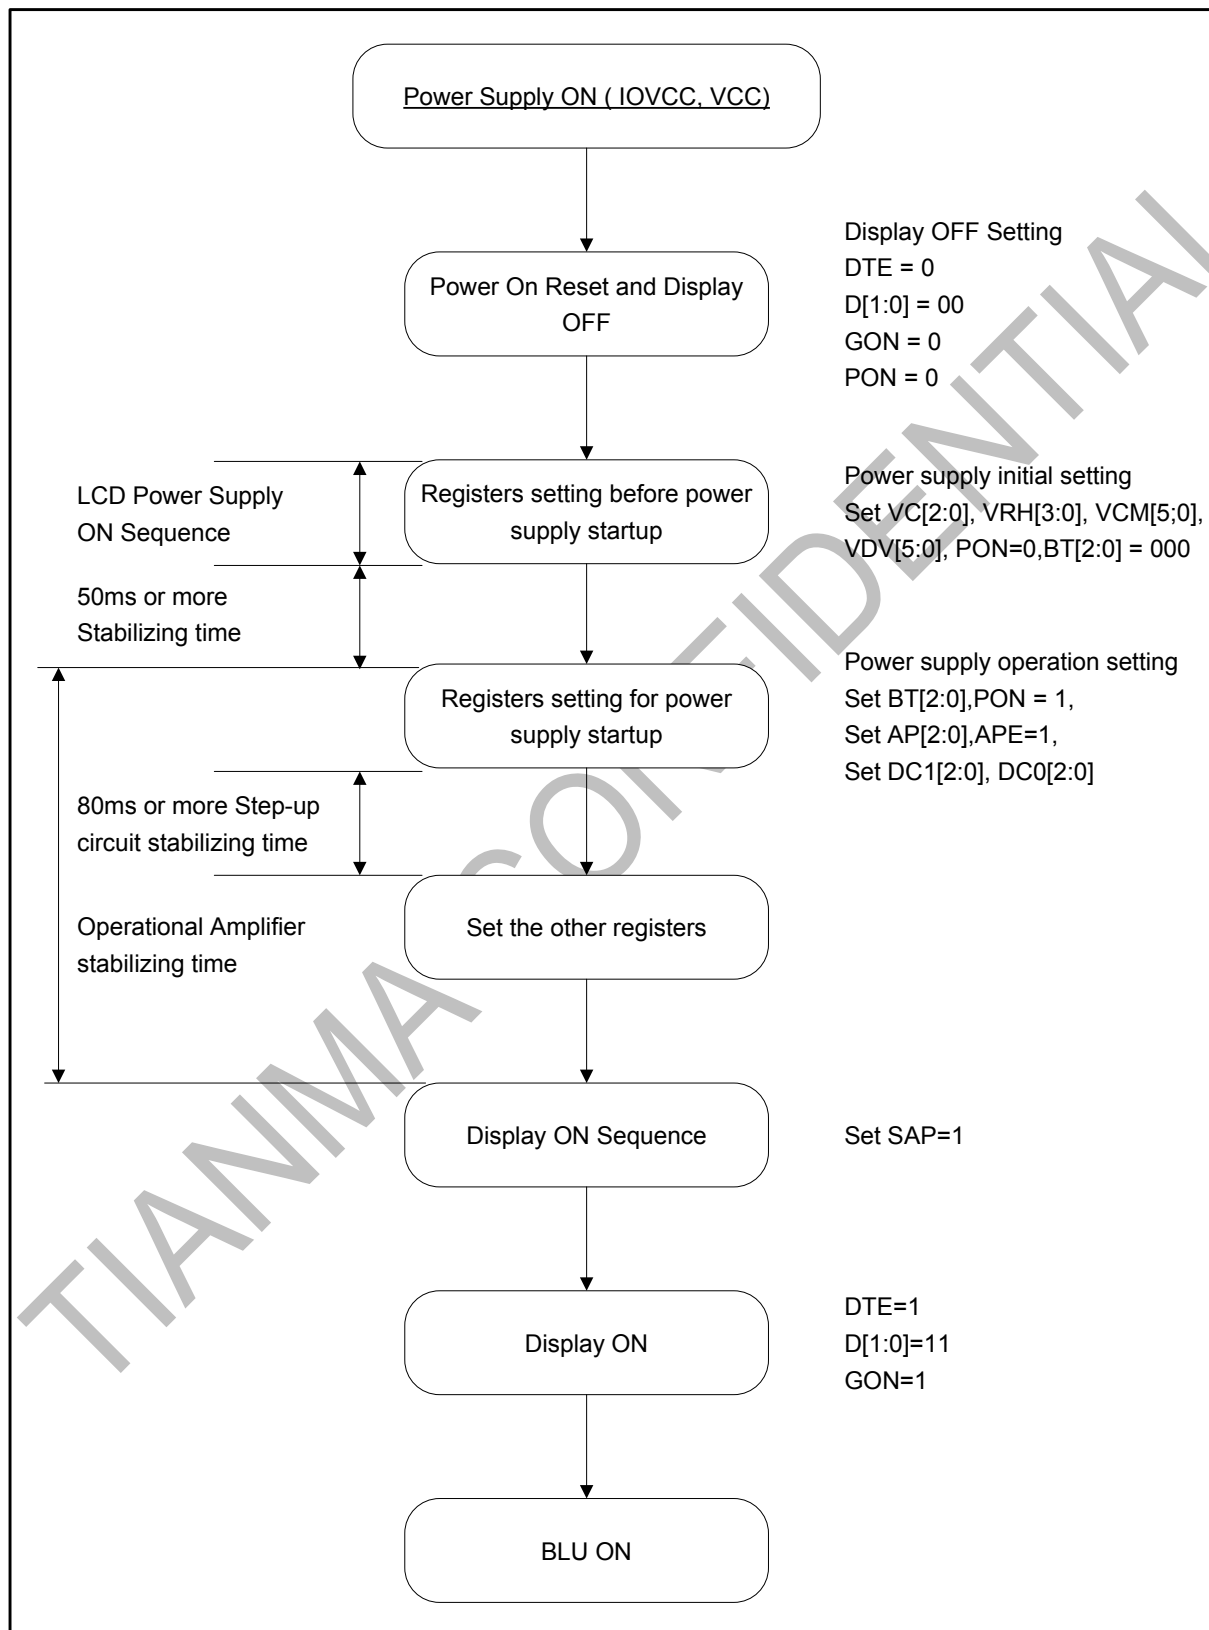 Power Supply ON ( IOVCC, VCC)
Display OFF Setting
DTE = 0
D[1:0] = 00
GON = 0
PON = 0
Power On Reset and Display
OFF
LCD Power Supply
ON Sequence
Registers setting before power
supply startup
Power supply initial setting
Set VC[2:0], VRH[3:0], VCM[5;0],
VDV[5:0], PON=0,BT[2:0] = 000
50ms or more
Stabilizing time
Registers setting for power
supply startup
Power supply operation setting
Set BT[2:0],PON = 1,
Set AP[2:0],APE=1,
Set DC1[2:0], DC0[2:0]
80ms or more Step-up
circuit stabilizing time
Operational Amplifier
stabilizing time
Set the other registers
Display ON Sequence
Set SAP=1
Display ON
DTE=1
D[1:0]=11
GON=1
BLU ON
TIANMA CONFIDENTIAL